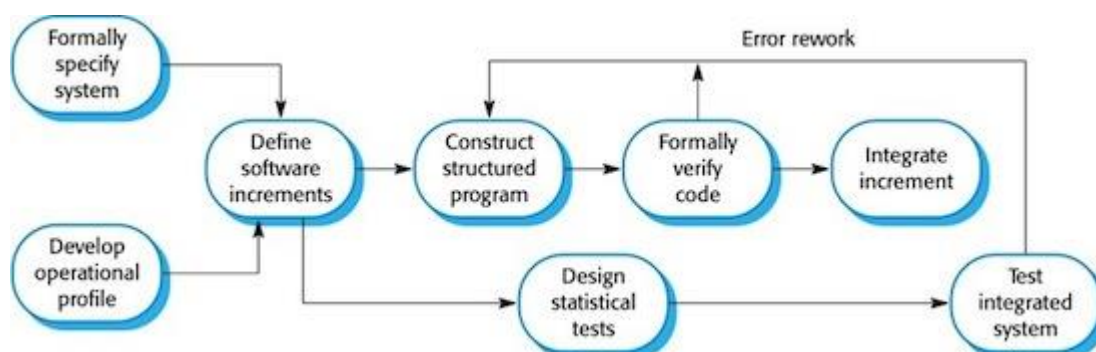 Formally
specify
system
Error rework
Define
software
increments
Construct
structured
program
Formally
verify
code
Integrate
increment
Develop
operational
profile
Design
statistical
tests
Test
integrated
system